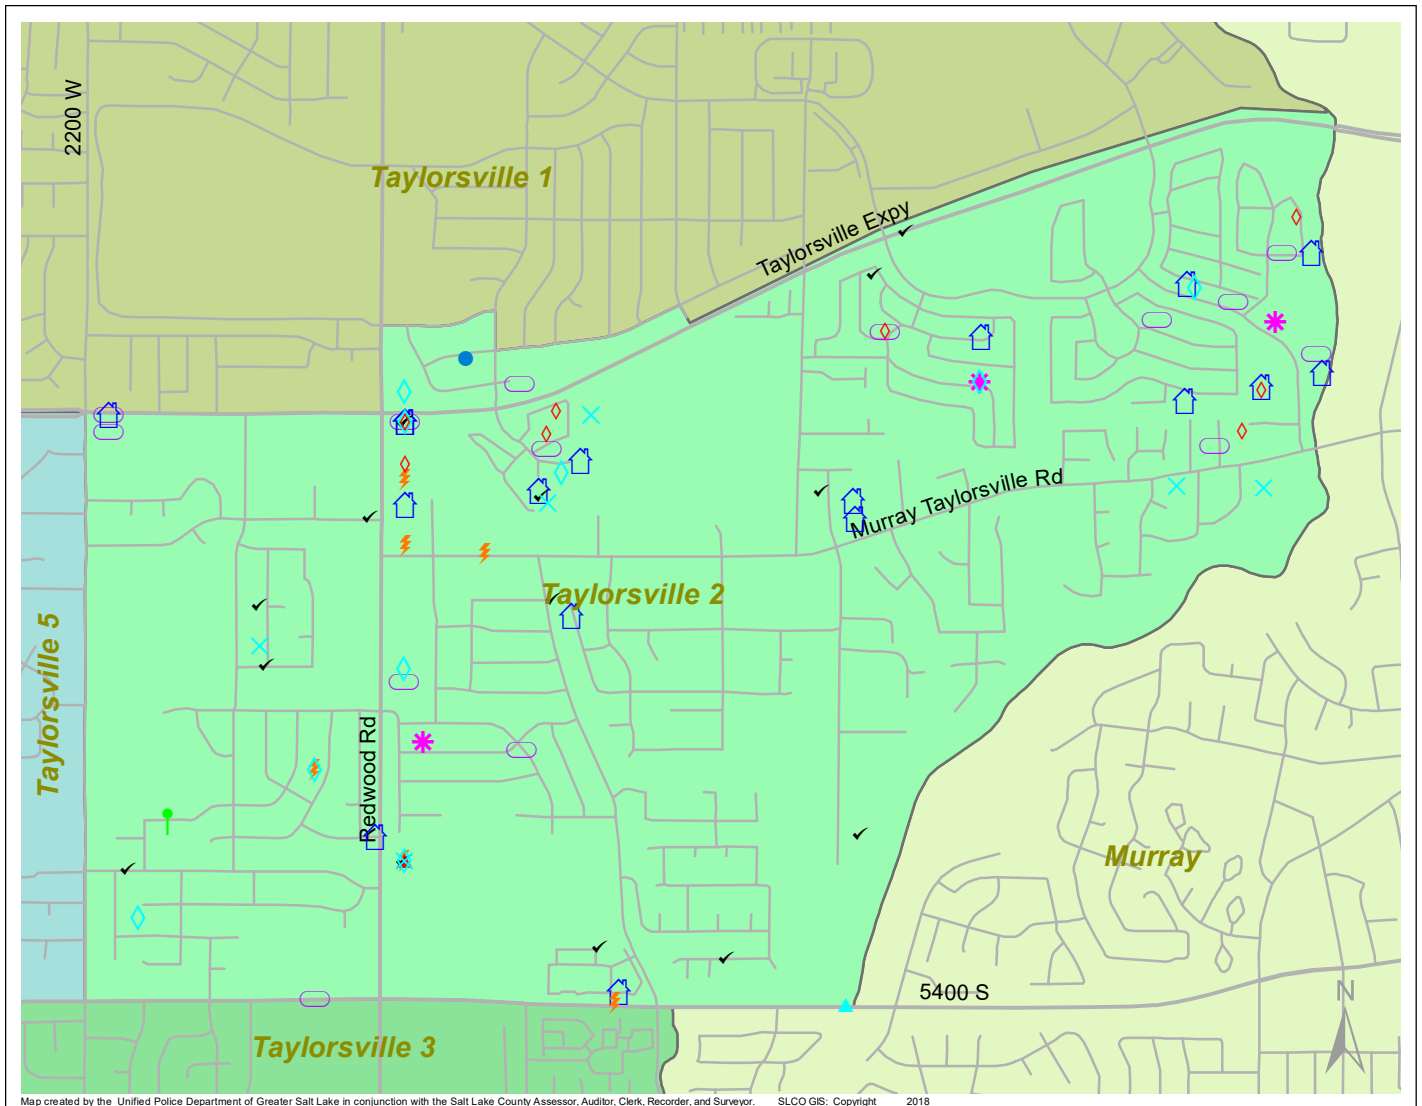 2200 W
Taylorsville 1
Taylorsville Expy
Murray Taylorsville Rd
Taylorsville 2
Taylorsville 5
Redwood Rd
Murray
5400 S
N
Taylorsville 3
Map created by the Unified Police Department of Greater Salt Lake in conjunction with the Salt Lake County Assessor, Auditor, Clerk, Recorder, and Surveyor. SLCO GIS: Copyright 2018